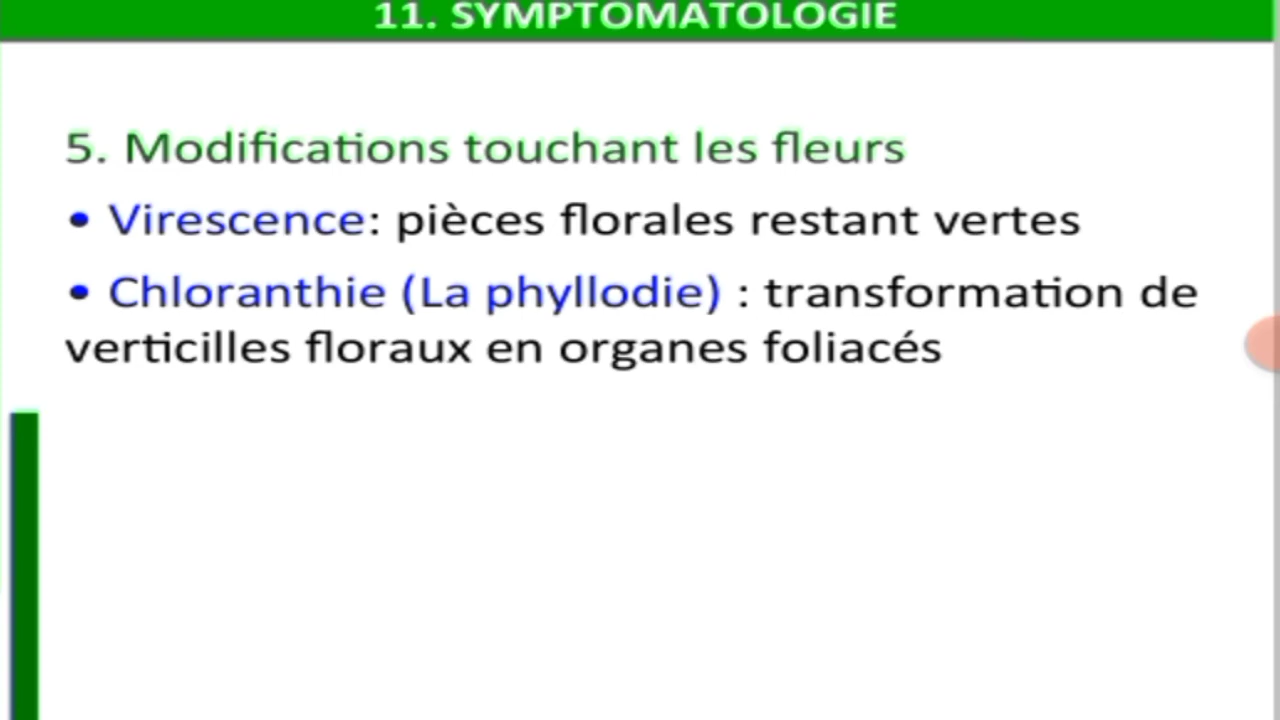 11. SYMPTOMATOLOGIE
5. Modifications touchant les fleurs
• Virescence: pièces florales restant vertes
• Chloranthie (La phyllodie) : transformation de
verticilles floraux en organes foliacés